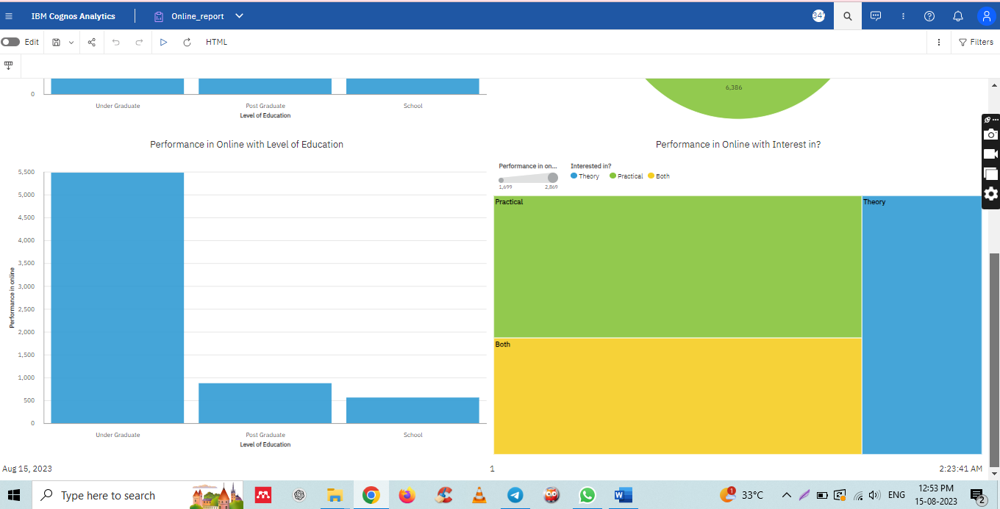 IBM Cognos Analytics
Online_report
Edit
HTML
Filters
0
Under Graduate
Post Graduate
School
Level of Education
6,386
Performance in Online with Level of Education
Performance in online
5,500
5,000
4,500
4,000
3,500
3,000
2,500
2,000
1,500
1,000
500
0
Under Graduate
Post Graduate
School
Level of Education
Performance in Online with Interest in?
Performance in on...
1,699
2,869
Interested in?
Theory
Practical
Both
Practical
Theory
Both
Aug 15, 2023
1
2:23:41 AM
Type here to search
1
33°C
ENG
12:53 PM
15-08-2023
2